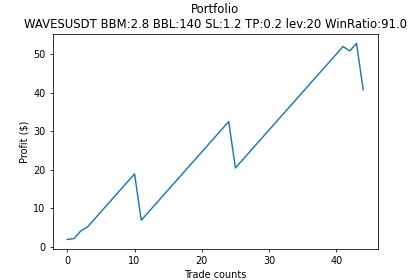 Portfolio
WAVESUSDT BBM:2.8 BBL:140 SL:1.2 TP:0.2 lev:20 WinRatio:91.0
Profit ($)
50
40
30
20
10
0
0 10 20 30 40
Trade counts